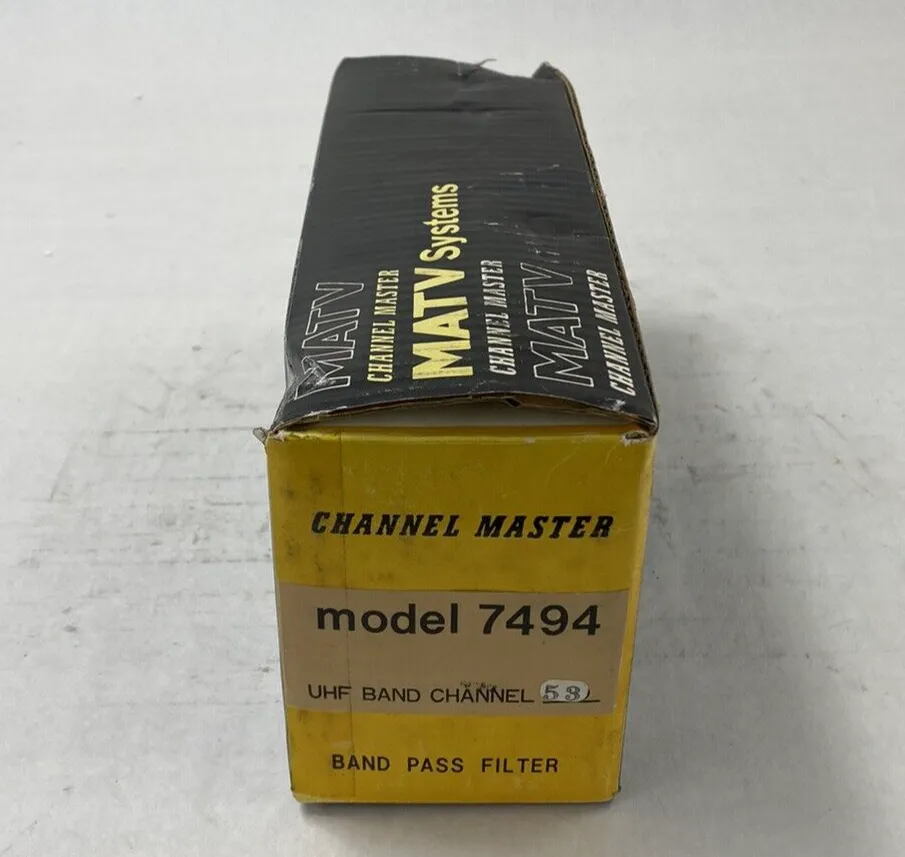 MATV
CHANNEL MASTER
MATV Systems
CHANNEL MASTER
MATV
CHANNEL MASTER
CHANNEL MASTER
model 7494
UHF BAND CHANNEL 53
BAND PASS FILTER